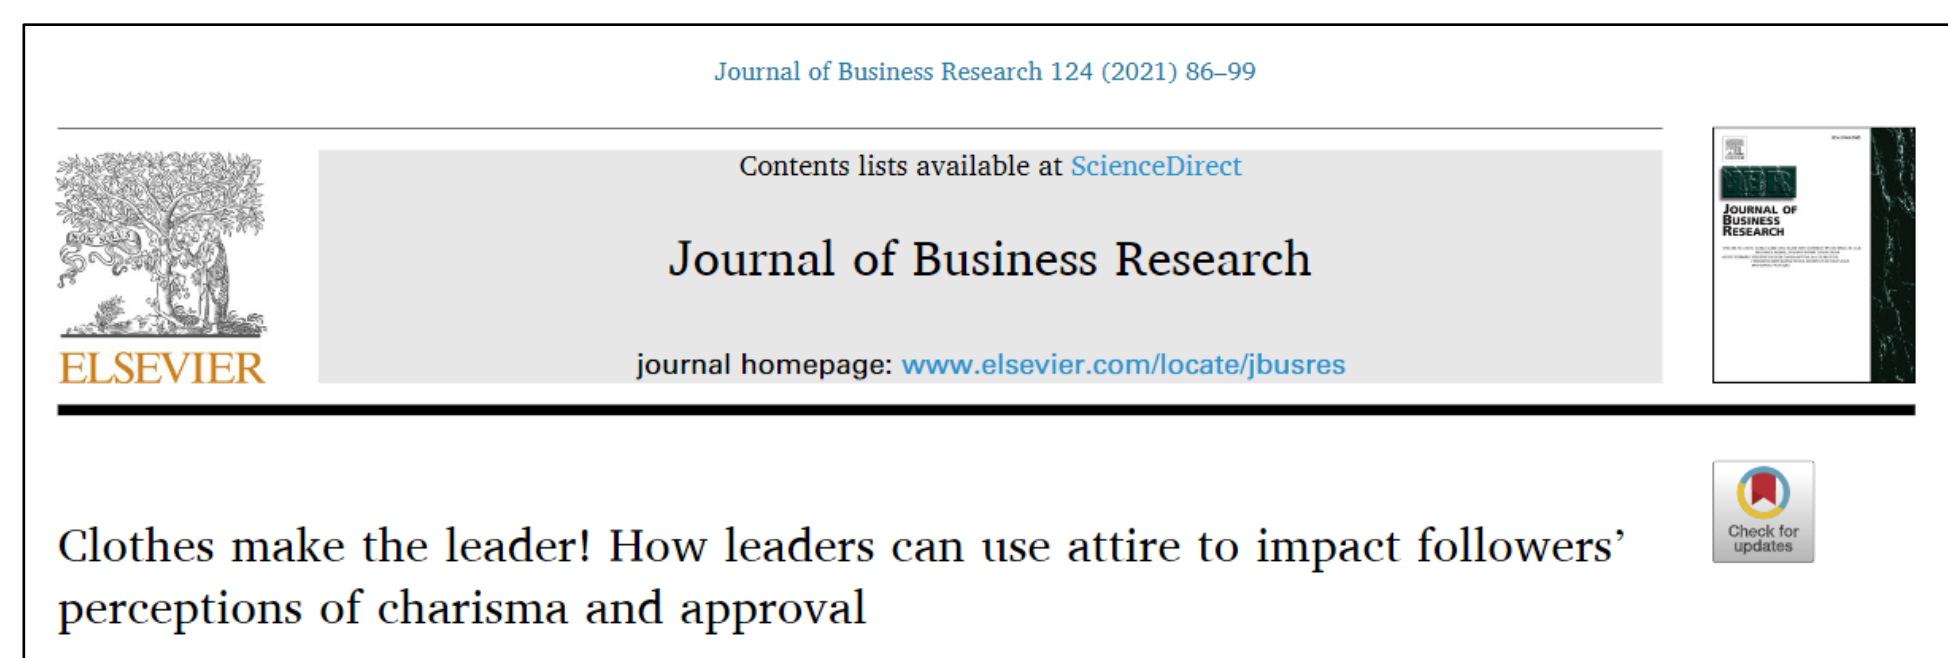 Journal of Business Research 124 (2021) 86–99
Contents lists available at ScienceDirect
Journal of Business Research
journal homepage: www.elsevier.com/locate/jbusres
ELSEVIER
JOURNAL OF
BUSINESS
RESEARCH
Check for
updates
Clothes make the leader! How leaders can use attire to impact followers’
perceptions of charisma and approval